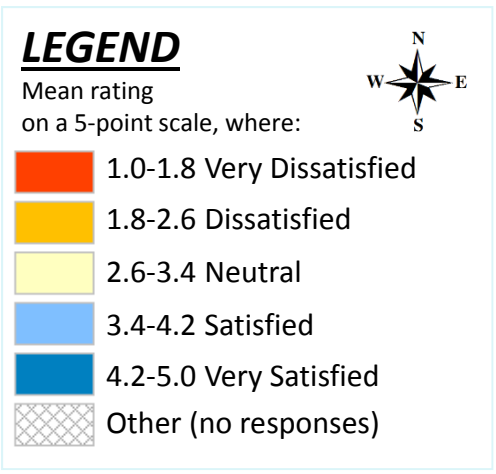 LEGEND
N
W E
S
Mean rating
on a 5-point scale, where:
1.0-1.8 Very Dissatisfied
1.8-2.6 Dissatisfied
2.6-3.4 Neutral
3.4-4.2 Satisfied
4.2-5.0 Very Satisfied
Other (no responses)